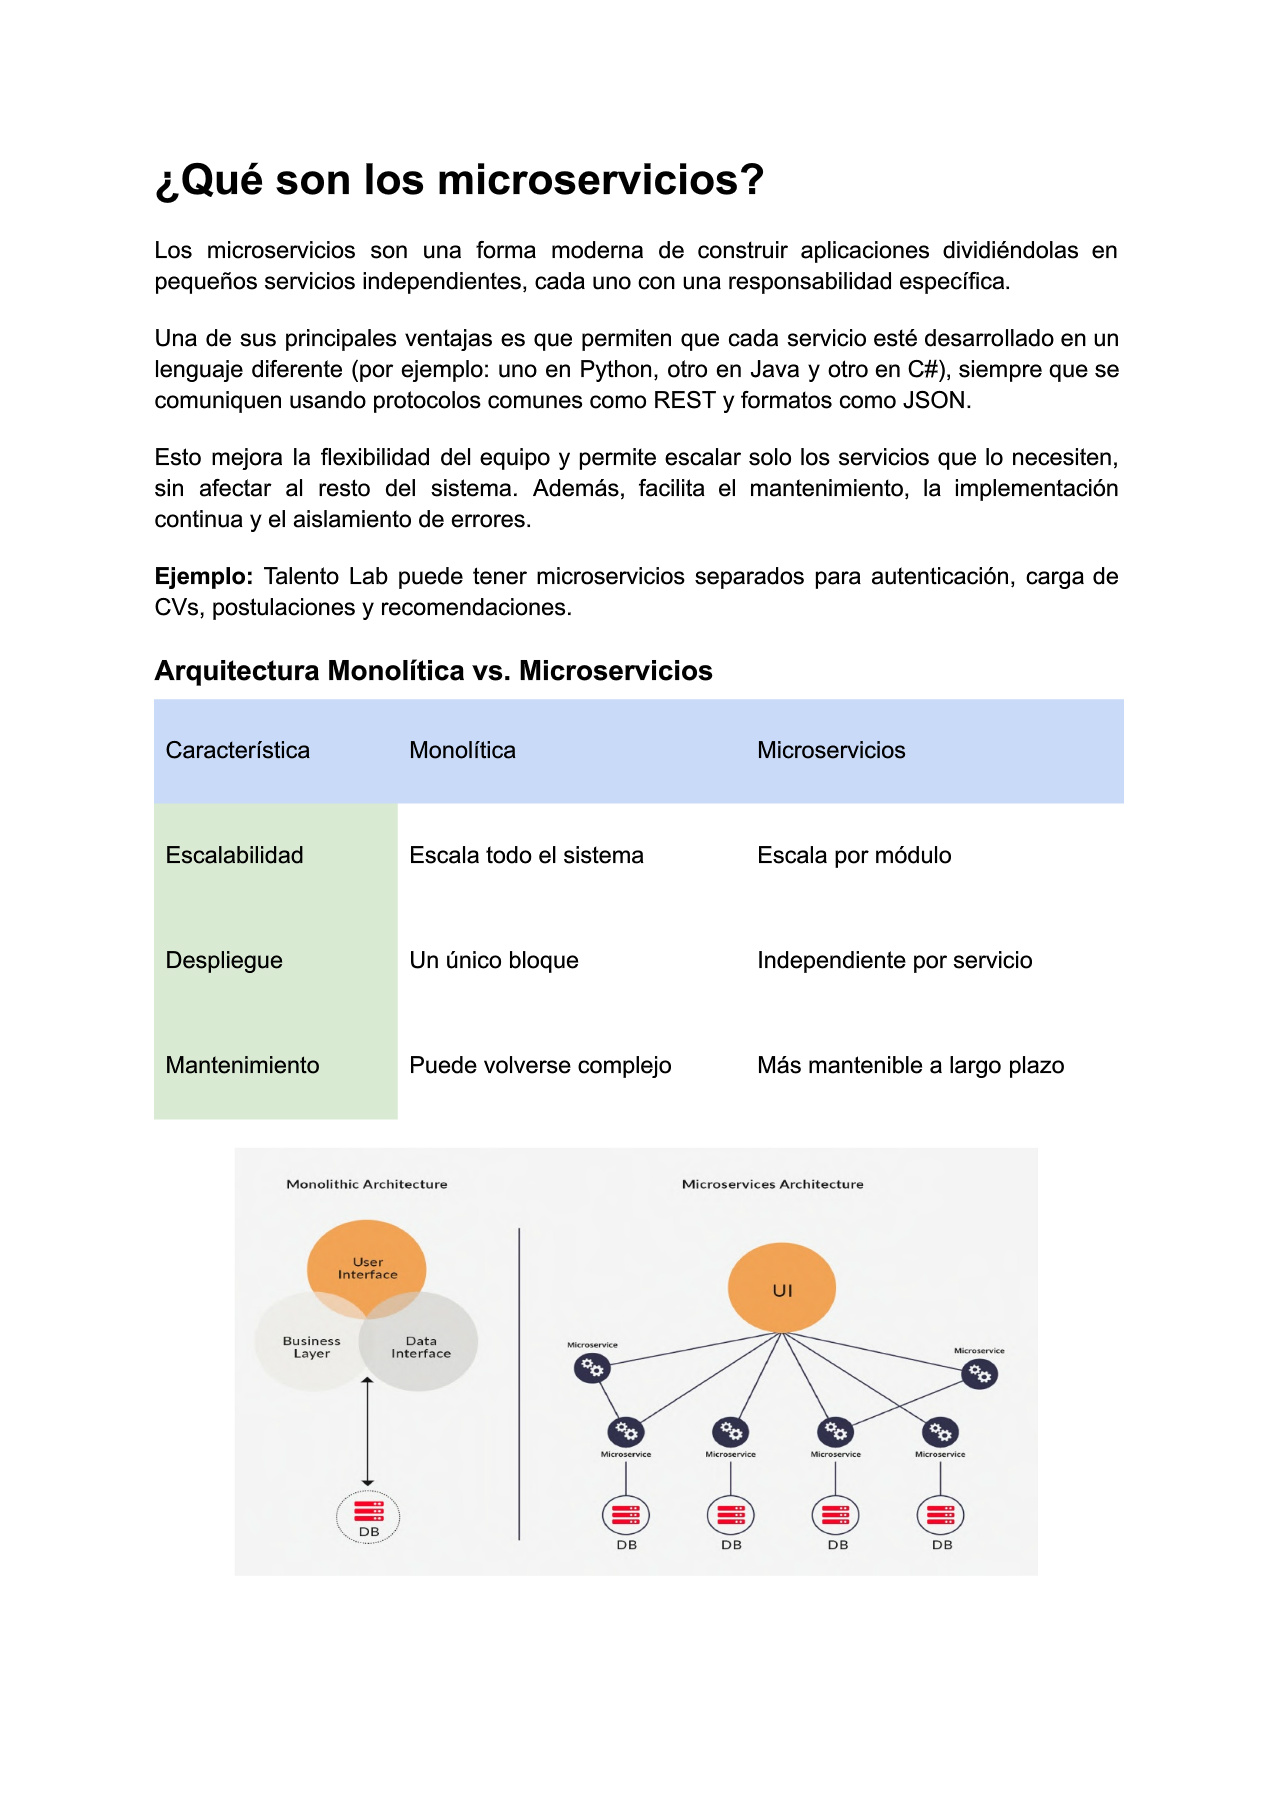 ¿Qué son los microservicios?
Los microservicios son una forma moderna de construir aplicaciones dividiéndolas en
pequeños servicios independientes, cada uno con una responsabilidad específica.
Una de sus principales ventajas es que permiten que cada servicio esté desarrollado en un
lenguaje diferente (por ejemplo: uno en Python, otro en Java y otro en C#), siempre que se
comuniquen usando protocolos comunes como REST y formatos como JSON.
Esto mejora la flexibilidad del equipo y permite escalar solo los servicios que lo necesiten,
sin afectar al resto del sistema. Además, facilita el mantenimiento, la implementación
continua y el aislamiento de errores.
Ejemplo: Talento Lab puede tener microservicios separados para autenticación, carga de
CVs, postulaciones y recomendaciones.
Arquitectura Monolítica vs. Microservicios
Característica Monolítica Microservicios
Escalabilidad Escala todo el sistema Escala por módulo
Despliegue Un único bloque Independiente por servicio
Mantenimiento Puede volverse complejo Más mantenible a largo plazo
Monolithic Architecture
User
Interface
Business
Layer
Data
Interface
DB
Microservices Architecture
UI
Microservice
Microservice
Microservice Microservice Microservice Microservice
DB DB DB DB